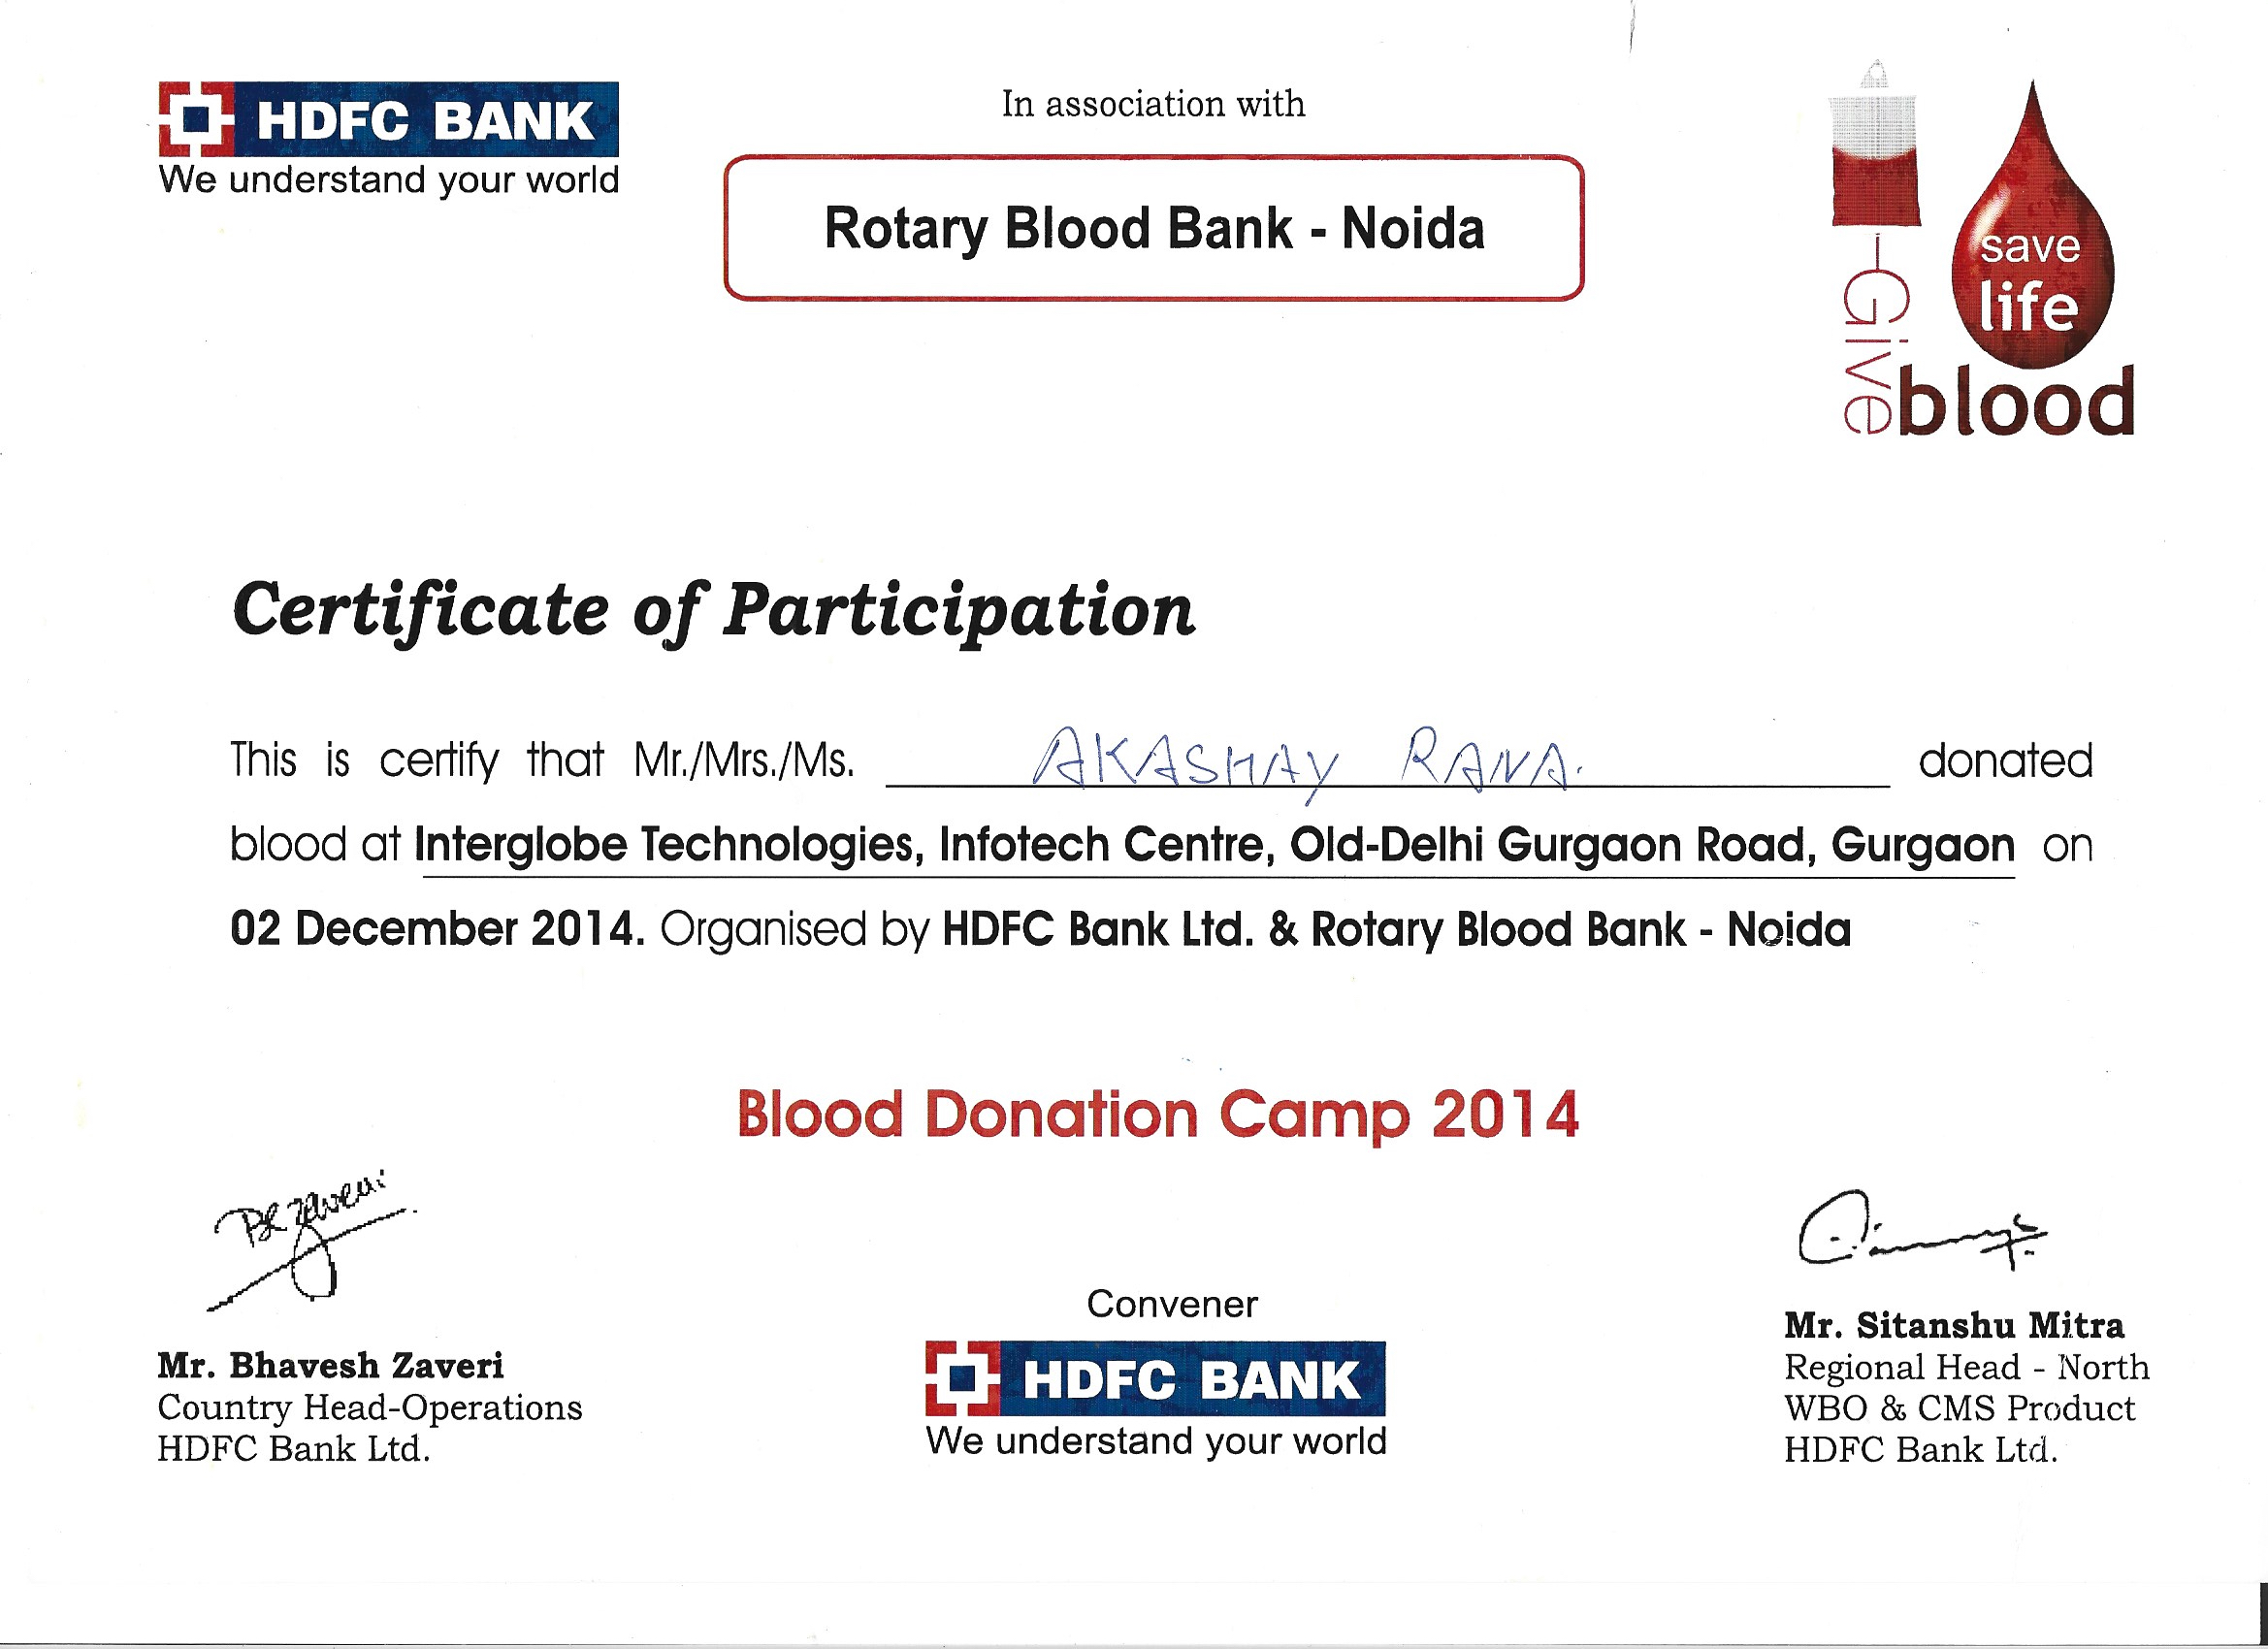 HDFC BANK
We understand your world
In association with
Rotary Blood Bank - Noida
save
life
Give
blood
Certificate of Participation
This is certify that Mr./Mrs./Ms. AKASHAY RANA. donated
blood at Interglobe Technologies, Infotech Centre, Old-Delhi Gurgaon Road, Gurgaon on
02 December 2014. Organised by HDFC Bank Ltd. & Rotary Blood Bank - Noida
Blood Donation Camp 2014
Mr. Bhavesh Zaveri
Country Head-Operations
HDFC Bank Ltd.
Convener
HDFC BANK
We understand your world
Mr. Sitanshu Mitra
Regional Head - North
WBO & CMS Product
HDFC Bank Ltd.